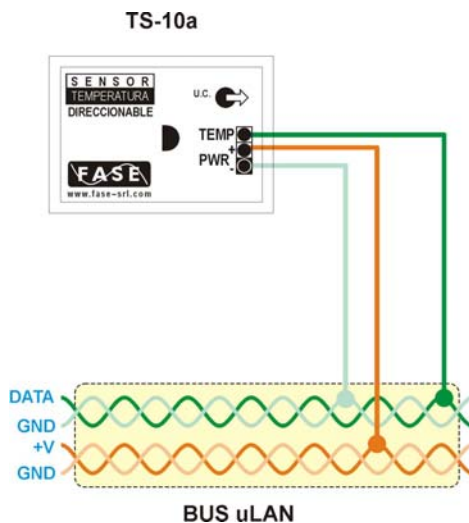 TS-10a
SENSOR
TEMPERATURA
DIRECCIONABLE
U.C.
TEMP
+
PWR
-
FASE
www.fase-srl.com
DATA
GND
+V
GND
BUS uLAN